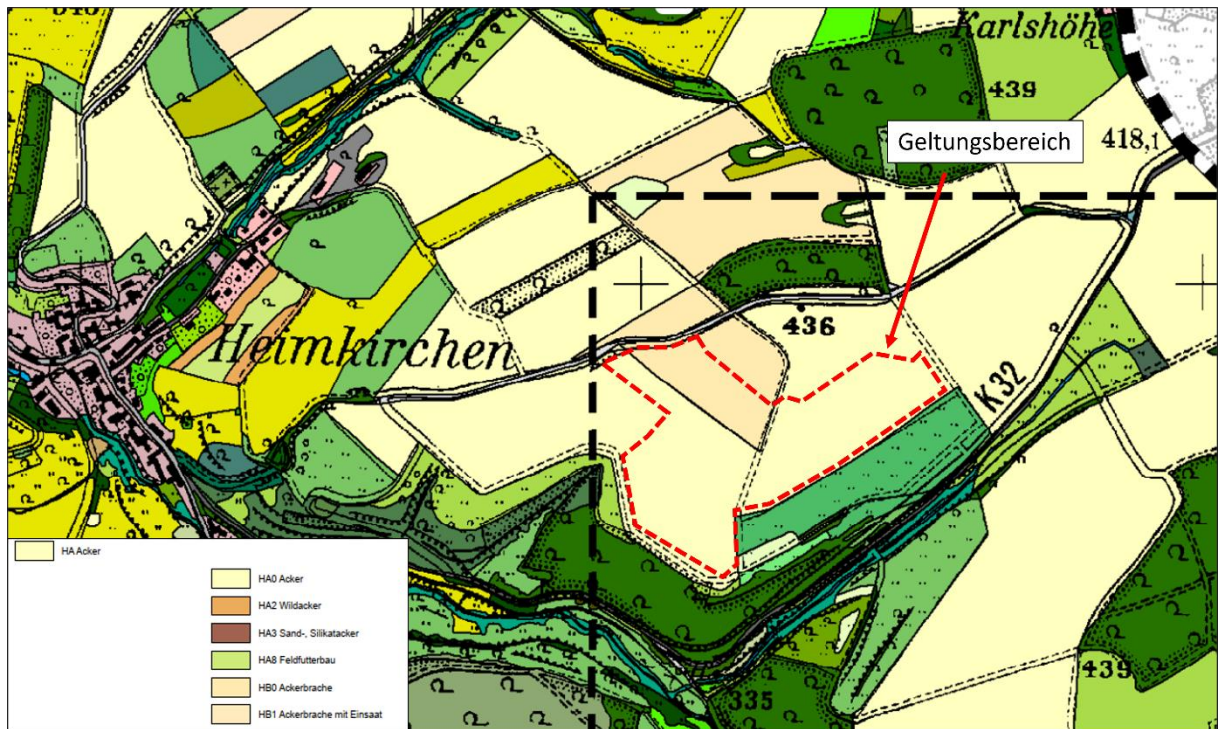 Karlshöhe
439
418,1
Geltungsbereich
436
Heimkirchen
K32
439
335
HA Acker
HA0 Acker
HA2 Wildacker
HA3 Sand-, Silikatacker
HA8 Feldfutterbau
HB0 Ackerbrache
HB1 Ackerbrache mit Einsaat